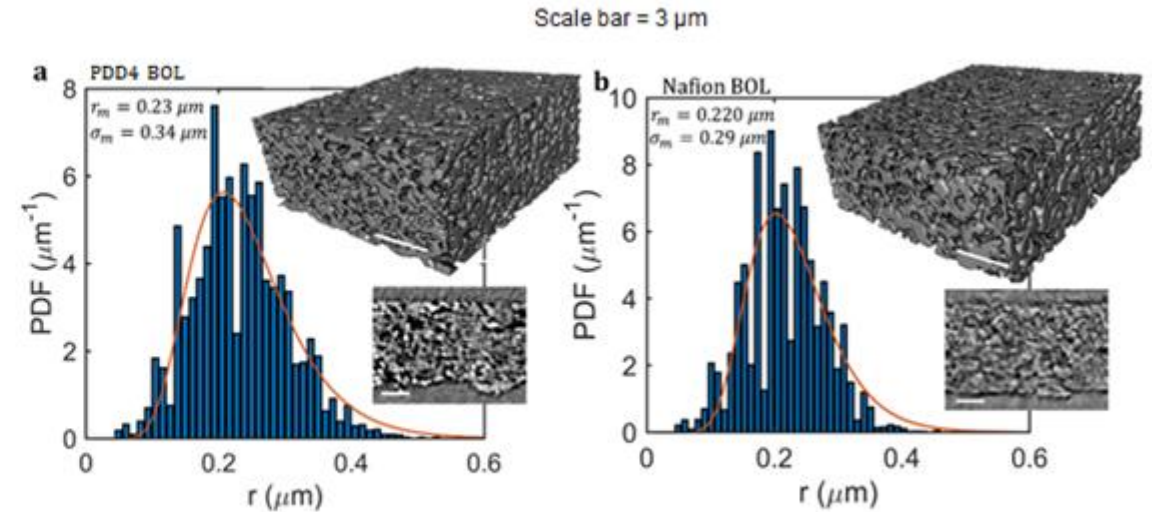 Scale bar = 3 μm
a
PDD4 BOL
r_m = 0.23 μm
σ_m = 0.34 μm
8
6
4
2
0
PDF (μm⁻¹)
0 0.2 0.4 0.6
r (μm)
b
Nafion BOL
r_m = 0.220 μm
σ_m = 0.29 μm
10
8
6
4
2
0
PDF (μm⁻¹)
0 0.2 0.4 0.6
r (μm)